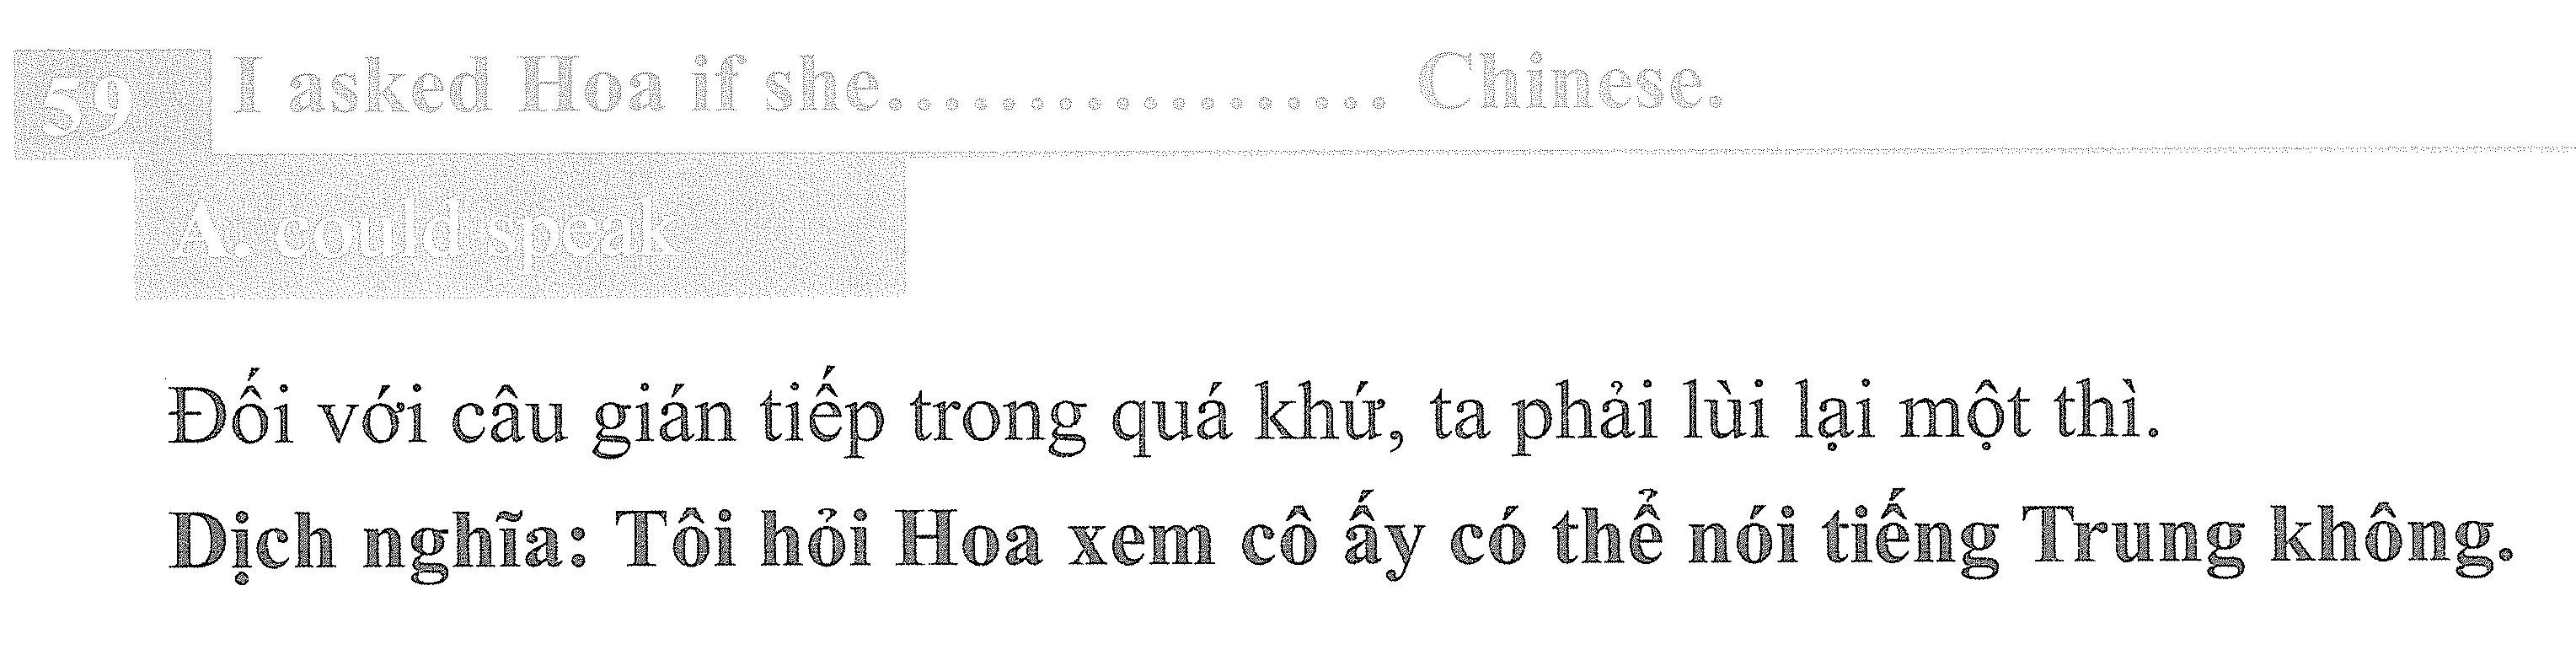 59 I asked Hoa if she.................. Chinese.
A. could speak
Đối với câu gián tiếp trong quá khứ, ta phải lùi lại một thì.
Dịch nghĩa: Tôi hỏi Hoa xem cô ấy có thể nói tiếng Trung không.